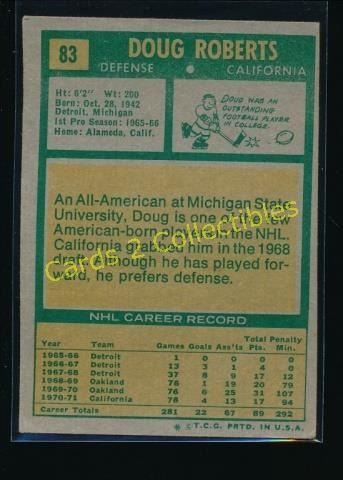 83
DOUG ROBERTS
DEFENSE • CALIFORNIA
Ht: 6'2" Wt: 200
Born: Oct. 28, 1942
Detroit, Michigan
1st Pro Season: 1965-66
Home: Alameda, Calif.
DOUG WAS AN
OUTSTANDING
FOOTBALL PLAYER
IN COLLEGE.
An All-American at Michigan State
University, Doug is one of the few
American-born players in the NHL.
California grabbed him in the 1968
draft. Although he has played for-
ward, he prefers defense.
Cards 2 Collectibles
NHL CAREER RECORD
Total Penalty
Year Team Games Goals Ass'ts Pts. Min.
1965-66 Detroit 1 0 0 0 0
1966-67 Detroit 13 3 1 4 0
1967-68 Detroit 37 8 9 17 12
1968-69 Oakland 76 1 19 20 79
1969-70 Oakland 76 6 25 31 107
1970-71 California 78 4 13 17 94
Career Totals 281 22 67 89 292
© T.C.G. PRTD. IN U.S.A.